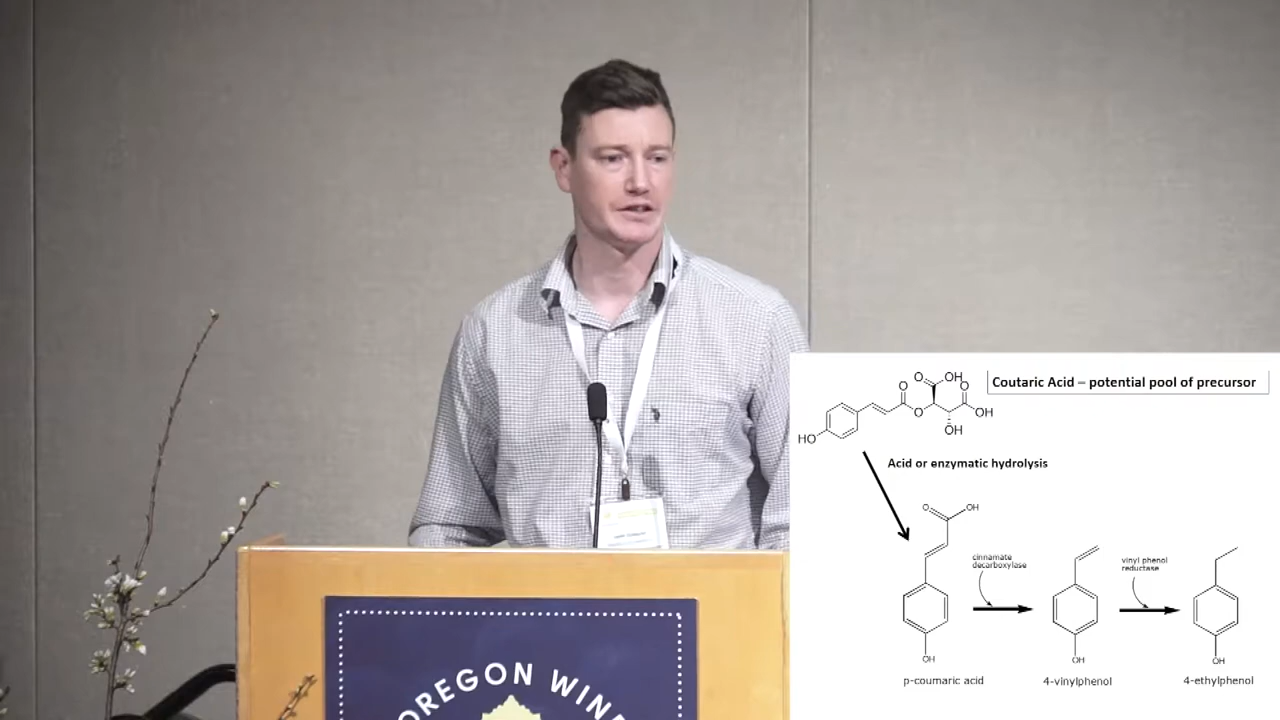 Coutaric Acid – potential pool of precursor
O
OH
O
O
O
OH
OH
HO
Acid or enzymatic hydrolysis
O
OH
cinnamate
decarboxylase
vinyl phenol
reductase
OH
OH
OH
p-coumaric acid
4-vinylphenol
4-ethylphenol
OREGON WINE